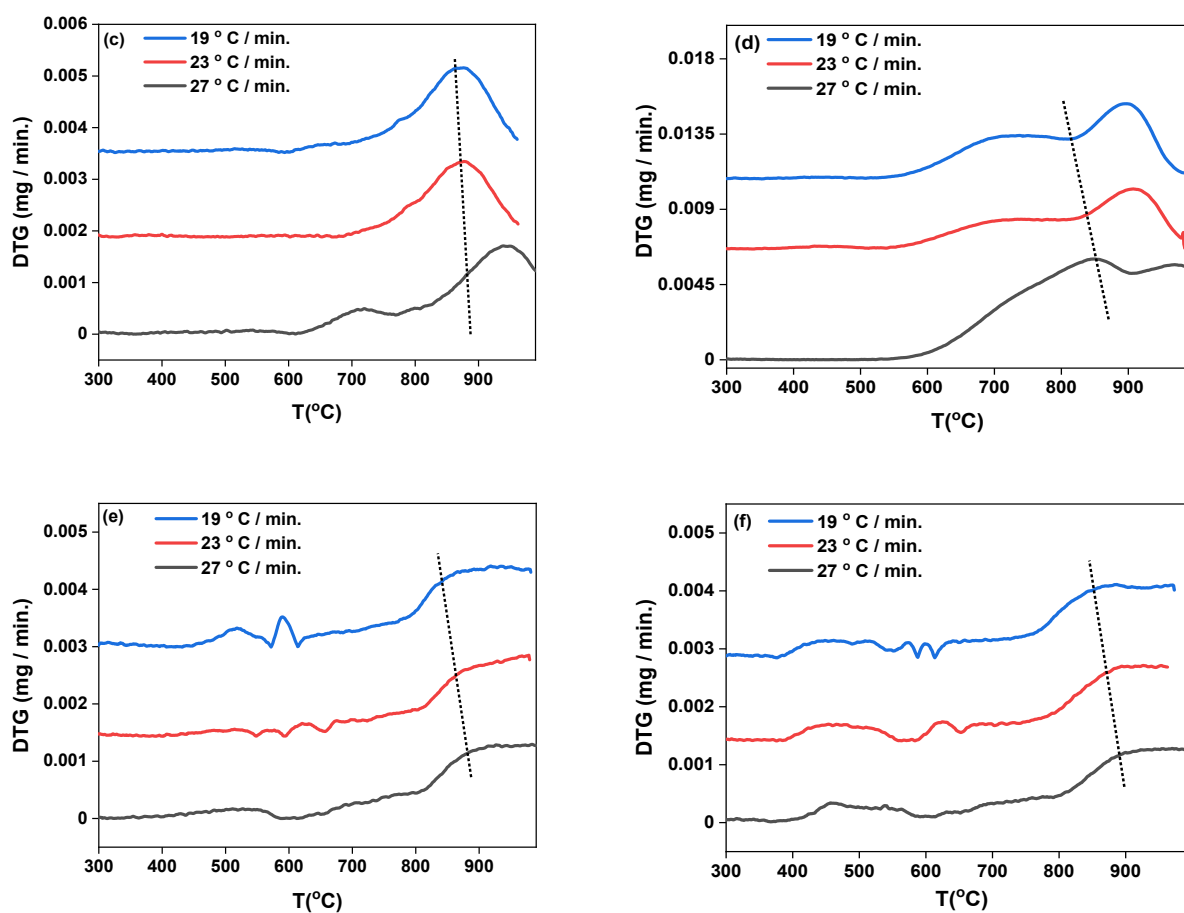 (c)
19 ° C / min.
23 ° C / min.
27 ° C / min.
0.006
0.005
0.004
0.003
0.002
0.001
0
DTG (mg / min.)
300 400 500 600 700 800 900
T(°C)
(d)
19 ° C / min.
23 ° C / min.
27 ° C / min.
0.018
0.0135
0.009
0.0045
0
DTG (mg / min.)
300 400 500 600 700 800 900
T(°C)
(e)
19 ° C / min.
23 ° C / min.
27 ° C / min.
0.005
0.004
0.003
0.002
0.001
0
DTG (mg / min.)
300 400 500 600 700 800 900
T(°C)
(f)
19 ° C / min.
23 ° C / min.
27 ° C / min.
0.005
0.004
0.003
0.002
0.001
0
DTG (mg / min.)
300 400 500 600 700 800 900
T(°C)